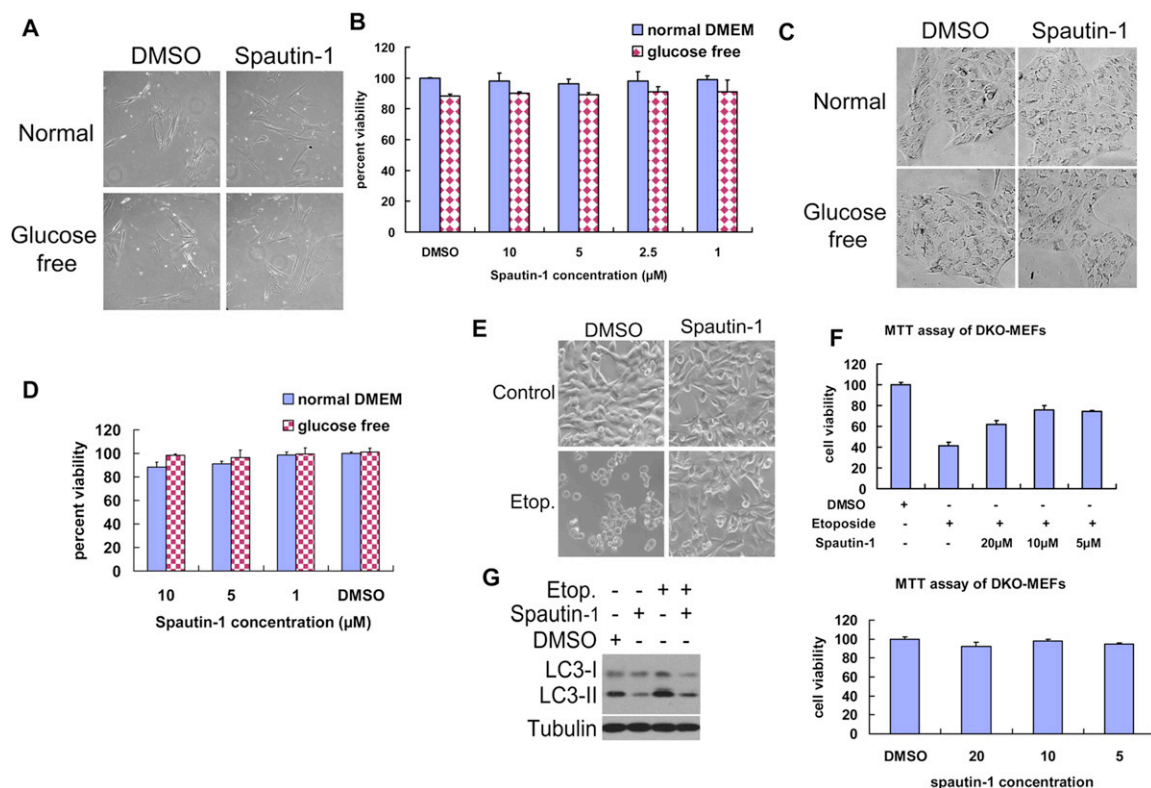 A
DMSO Spautin-1
Normal
Glucose free
B
normal DMEM
glucose free
percent viability
120
100
80
60
40
20
0
DMSO 10 5 2.5 1
Spautin-1 concentration (µM)
C
DMSO Spautin-1
Normal
Glucose free
D
normal DMEM
glucose free
percent viability
120
100
80
60
40
20
0
10 5 1 DMSO
Spautin-1 concentration (µM)
E
DMSO Spautin-1
Control
Etop.
F
MTT assay of DKO-MEFs
cell viability
120
100
80
60
40
20
0
DMSO + - - - -
Etoposide - + + + +
Spautin-1 - - 20µM 10µM 5µM
MTT assay of DKO-MEFs
cell viability
120
100
80
60
40
20
0
DMSO 20 10 5
spautin-1 concentration
G
Etop. - - + +
Spautin-1 - + - +
DMSO + - - -
LC3-I
LC3-II
Tubulin